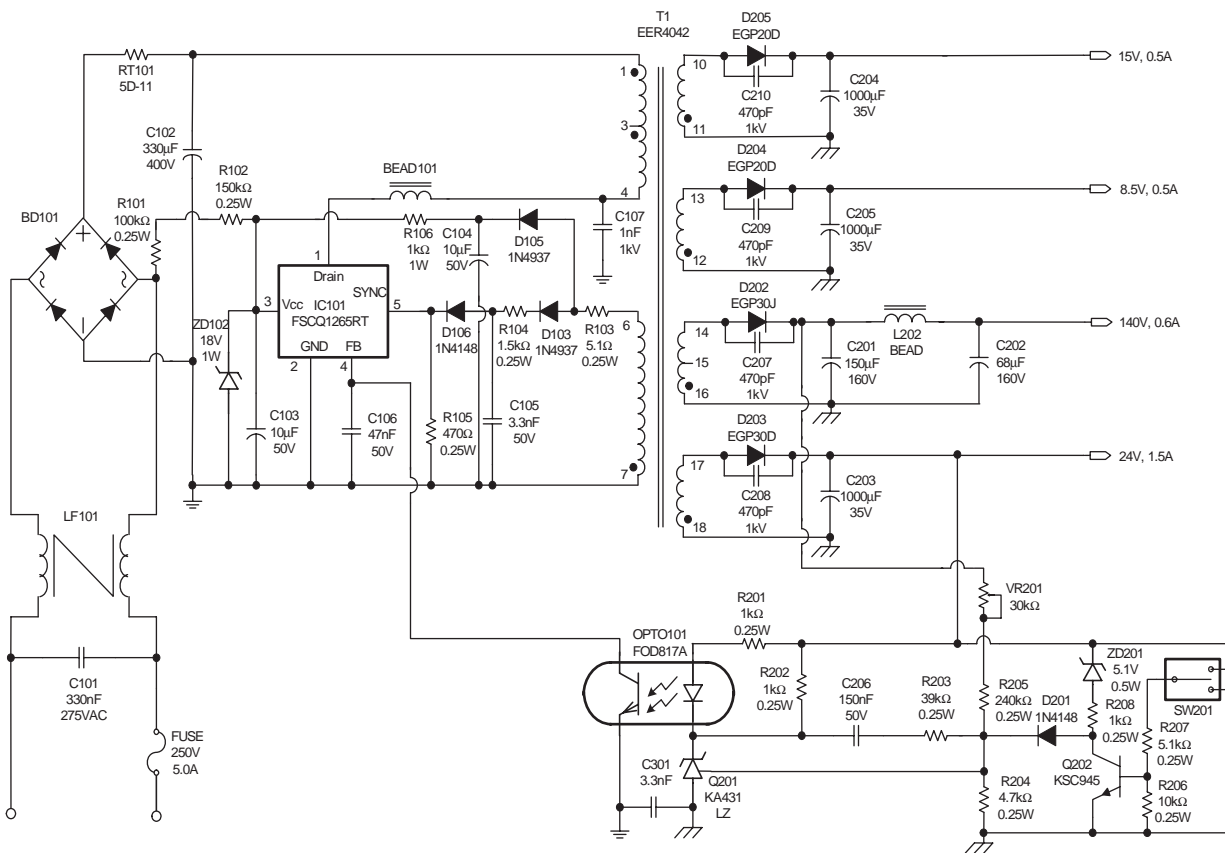 T1
EER4042
RT101
5D-11
C102
330μF
400V
R102
150kΩ
0.25W
R101
100kΩ
0.25W
BD101
BEAD101
1
3
4
C107
1nF
1kV
R106
1kΩ
1W
C104
10μF
50V
D105
1N4937
1
Drain
SYNC
3
Vcc
IC101
FSCQ1265RT
5
GND
FB
2
4
ZD102
18V
1W
D106
1N4148
R104
1.5kΩ
0.25W
D103
1N4937
R103
5.1Ω
0.25W
6
7
C103
10μF
50V
C106
47nF
50V
R105
470Ω
0.25W
C105
3.3nF
50V
LF101
C101
330nF
275VAC
FUSE
250V
5.0A
D205
EGP20D
10
11
C210
470pF
1kV
C204
1000μF
35V
15V, 0.5A
D204
EGP20D
13
12
C209
470pF
1kV
C205
1000μF
35V
8.5V, 0.5A
D202
EGP30J
14
15
16
C207
470pF
1kV
C201
150μF
160V
L202
BEAD
C202
68μF
160V
140V, 0.6A
D203
EGP30D
17
18
C208
470pF
1kV
C203
1000μF
35V
24V, 1.5A
VR201
30kΩ
R201
1kΩ
0.25W
OPTO101
FOD817A
R202
1kΩ
0.25W
C206
150nF
50V
R203
39kΩ
0.25W
R205
240kΩ
0.25W
D201
1N4148
ZD201
5.1V
0.5W
R208
1kΩ
0.25W
SW201
R207
5.1kΩ
0.25W
Q202
KSC945
R206
10kΩ
0.25W
R204
4.7kΩ
0.25W
C301
3.3nF
Q201
KA431
LZ